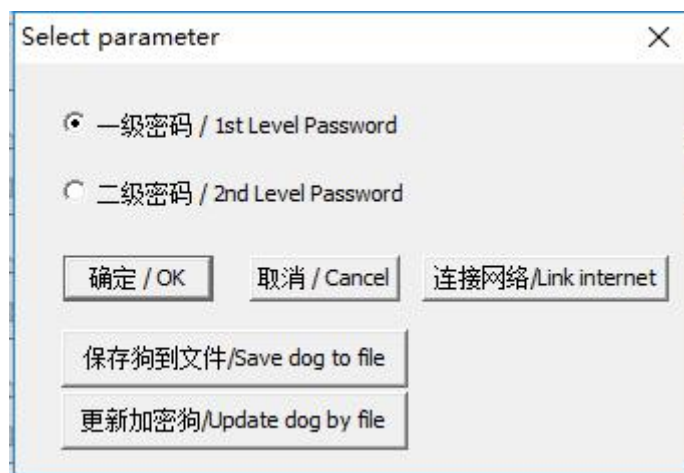 Select parameter
一级密码 / 1st Level Password
二级密码 / 2nd Level Password
确定 / OK 取消 / Cancel 连接网络/Link internet
保存狗到文件/Save dog to file
更新加密狗/Update dog by file